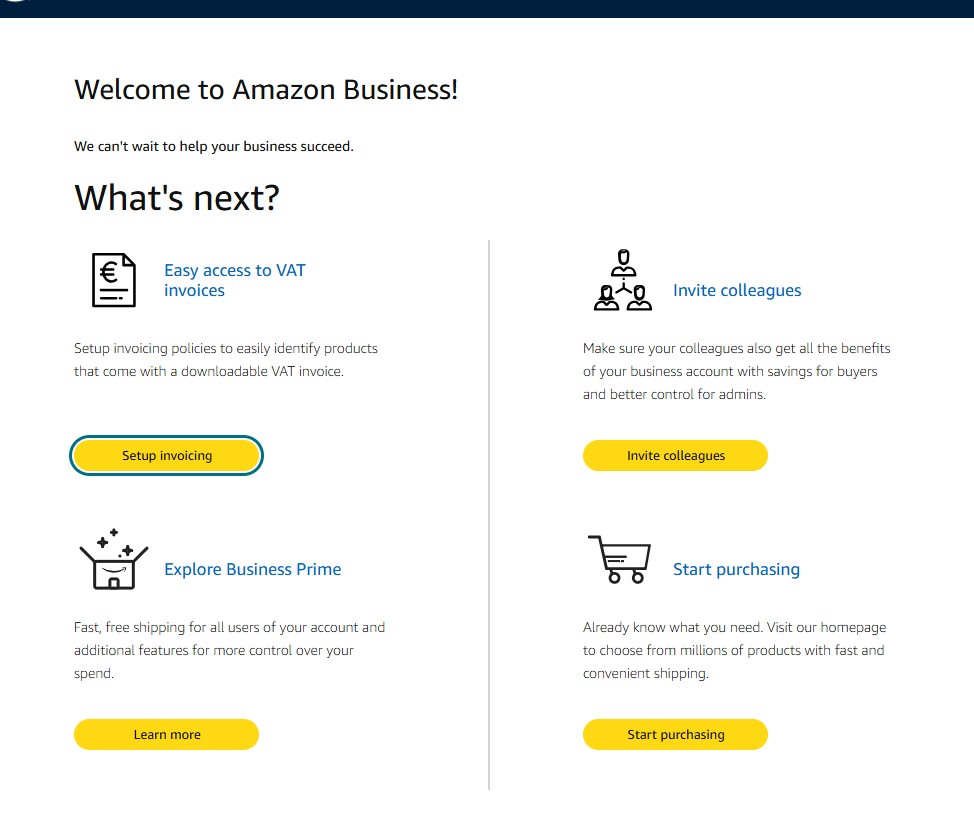 Welcome to Amazon Business!
We can't wait to help your business succeed.
What's next?
€
Easy access to VAT
invoices
Setup invoicing policies to easily identify products
that come with a downloadable VAT invoice.
Setup invoicing
Invite colleagues
Make sure your colleagues also get all the benefits
of your business account with savings for buyers
and better control for admins.
Invite colleagues
Explore Business Prime
Fast, free shipping for all users of your account and
additional features for more control over your
spend.
Learn more
Start purchasing
Already know what you need. Visit our homepage
to choose from millions of products with fast and
convenient shipping.
Start purchasing